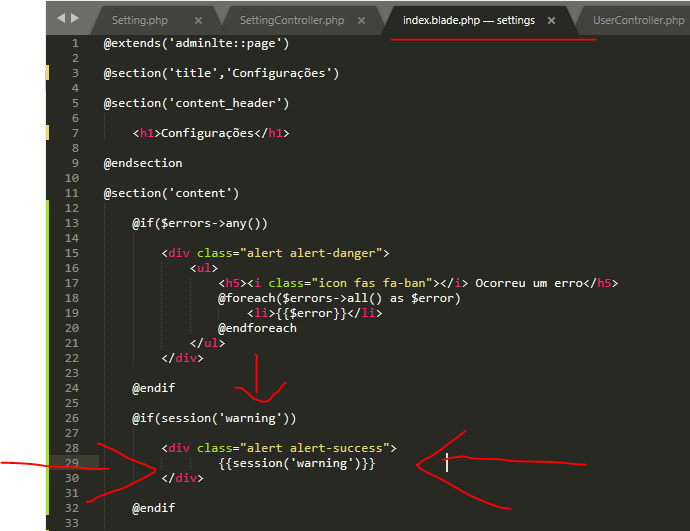 Setting.php × SettingController.php × index.blade.php — settings × UserController.php
1 @extends('adminlte::page')
2
3 @section('title','Configurações')
4
5 @section('content_header')
6
7 <h1>Configurações</h1>
8
9 @endsection
10
11 @section('content')
12
13 @if($errors->any())
14
15 <div class="alert alert-danger">
16 <ul>
17 <h5><i class="icon fas fa-ban"></i> Ocorreu um erro</h5>
18 @foreach($errors->all() as $error)
19 <li>{{$error}}</li>
20 @endforeach
21 </ul>
22 </div>
23
24 @endif
25
26 @if(session('warning'))
27
28 <div class="alert alert-success">
29 {{session('warning')}}
30 </div>
31
32 @endif
33